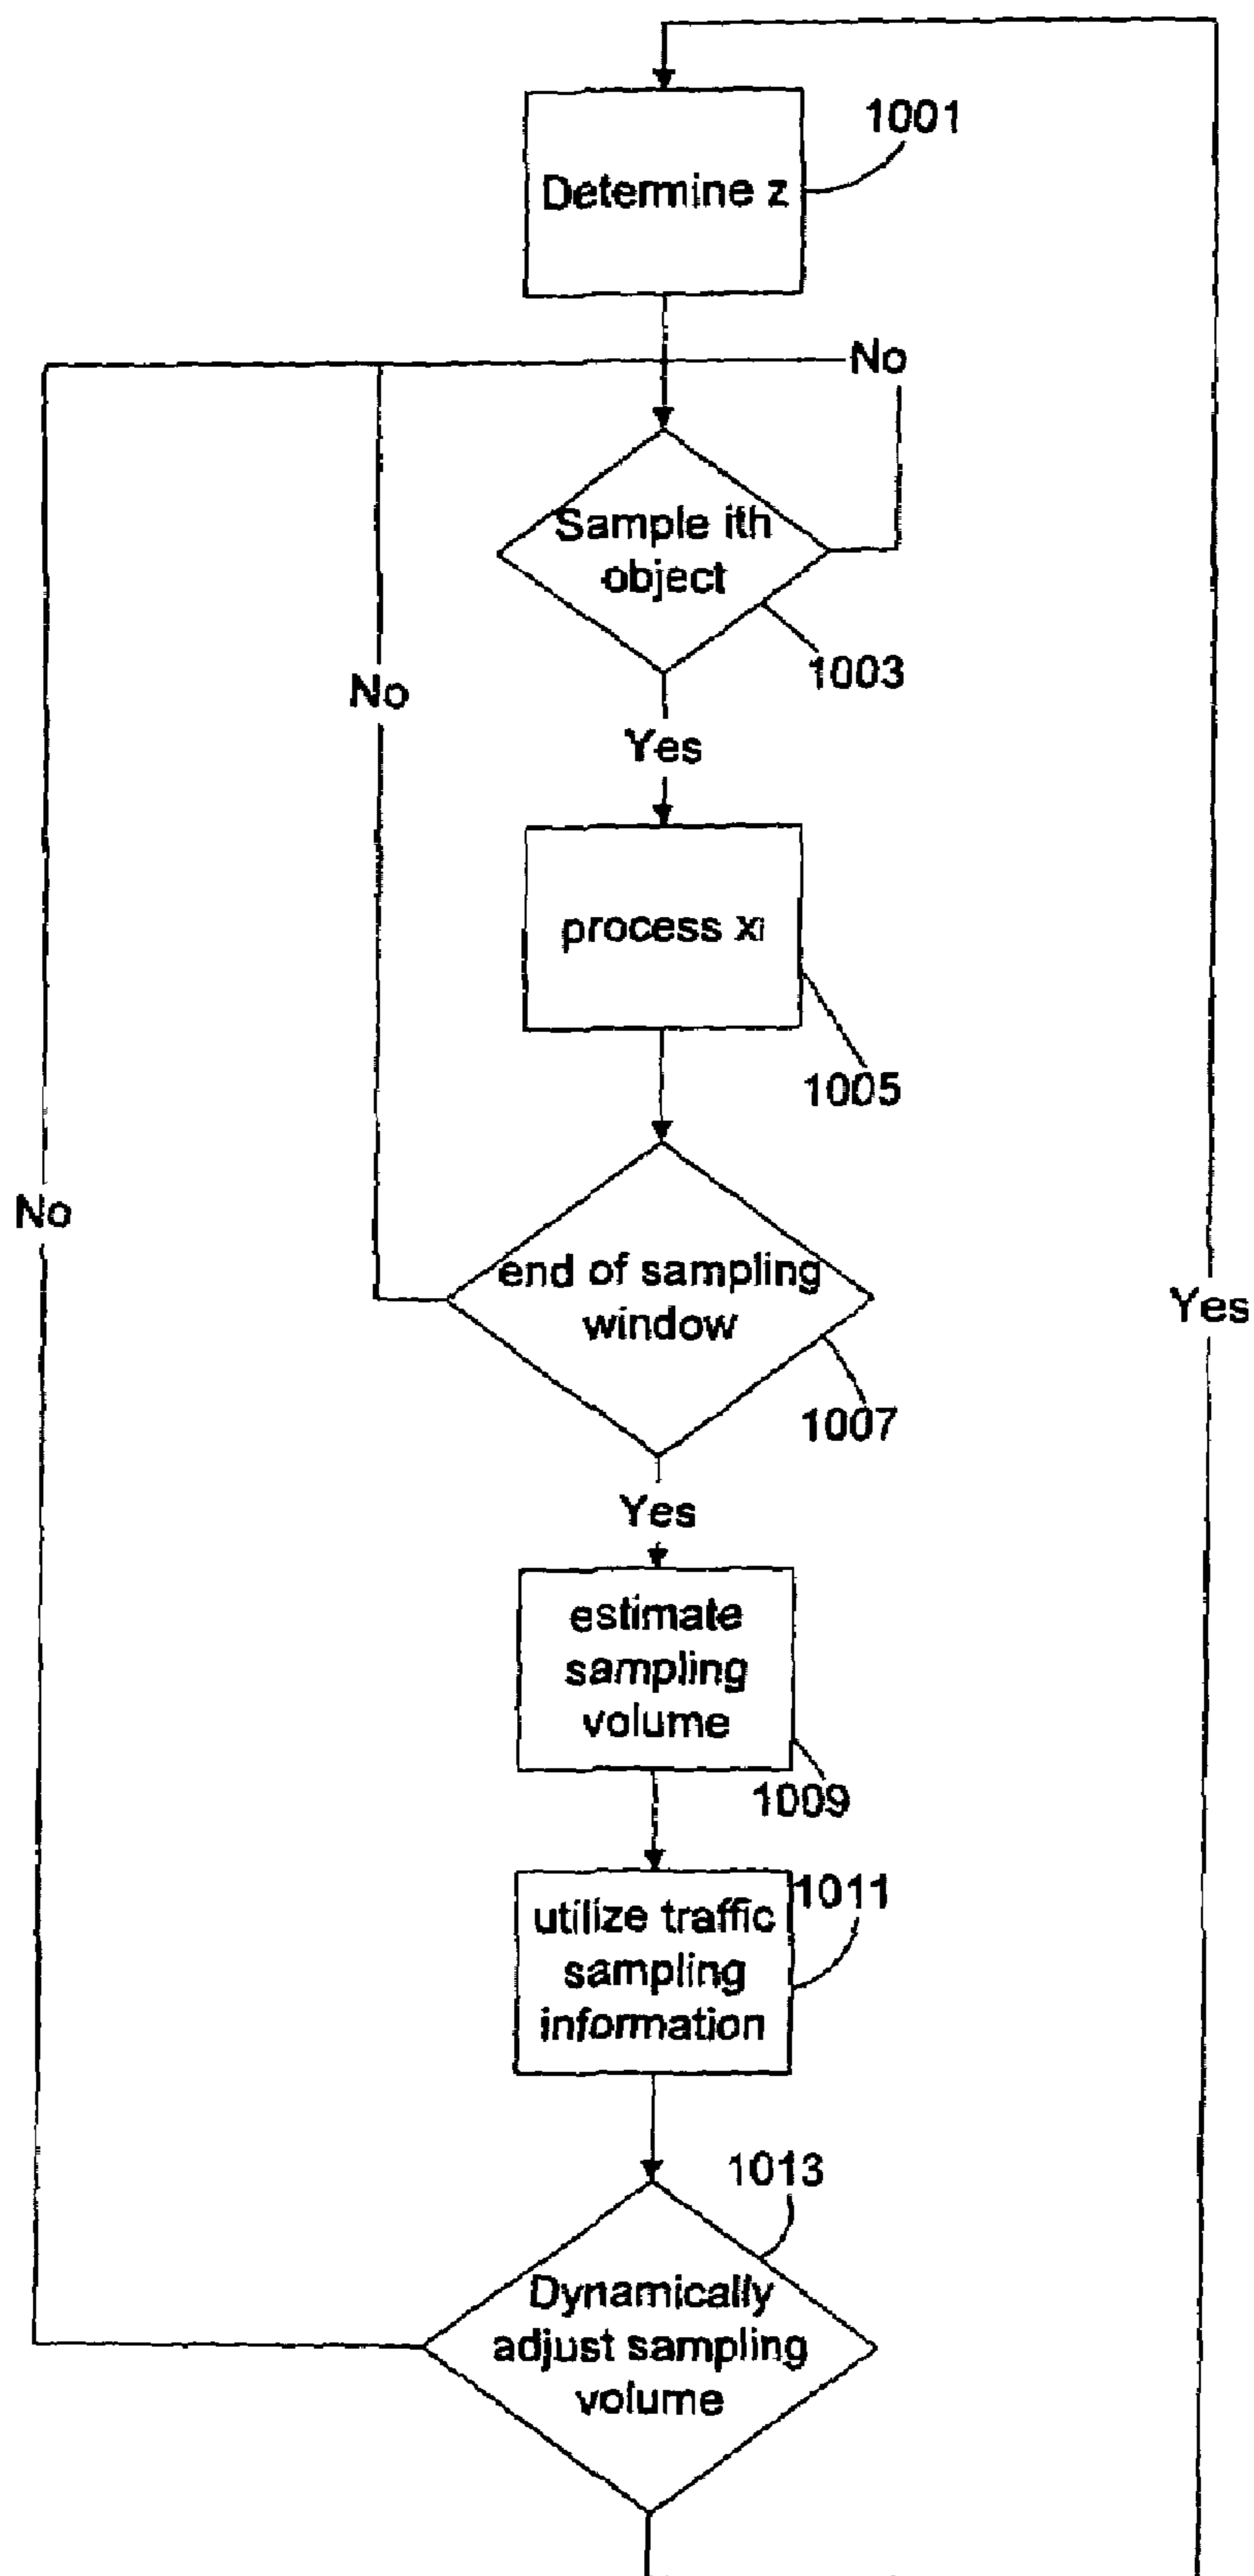 1001
Determine z
No
Sample ith
object
1003
No
Yes
process xi
1005
No
end of sampling
window
Yes
1007
Yes
estimate
sampling
volume
1009
1011
utilize traffic
sampling
information
1013
Dynamically
adjust sampling
volume